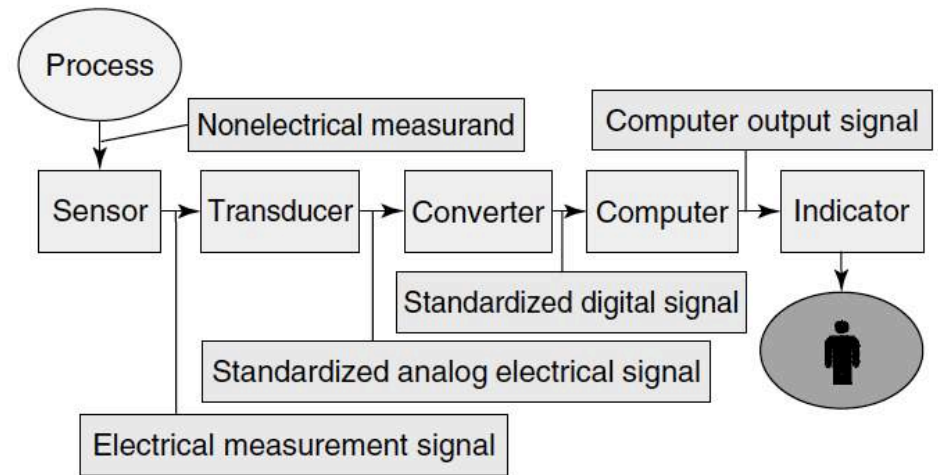 Process
Nonelectrical measurand
Computer output signal
Sensor
Transducer
Converter
Computer
Indicator
Standardized digital signal
Standardized analog electrical signal
Electrical measurement signal